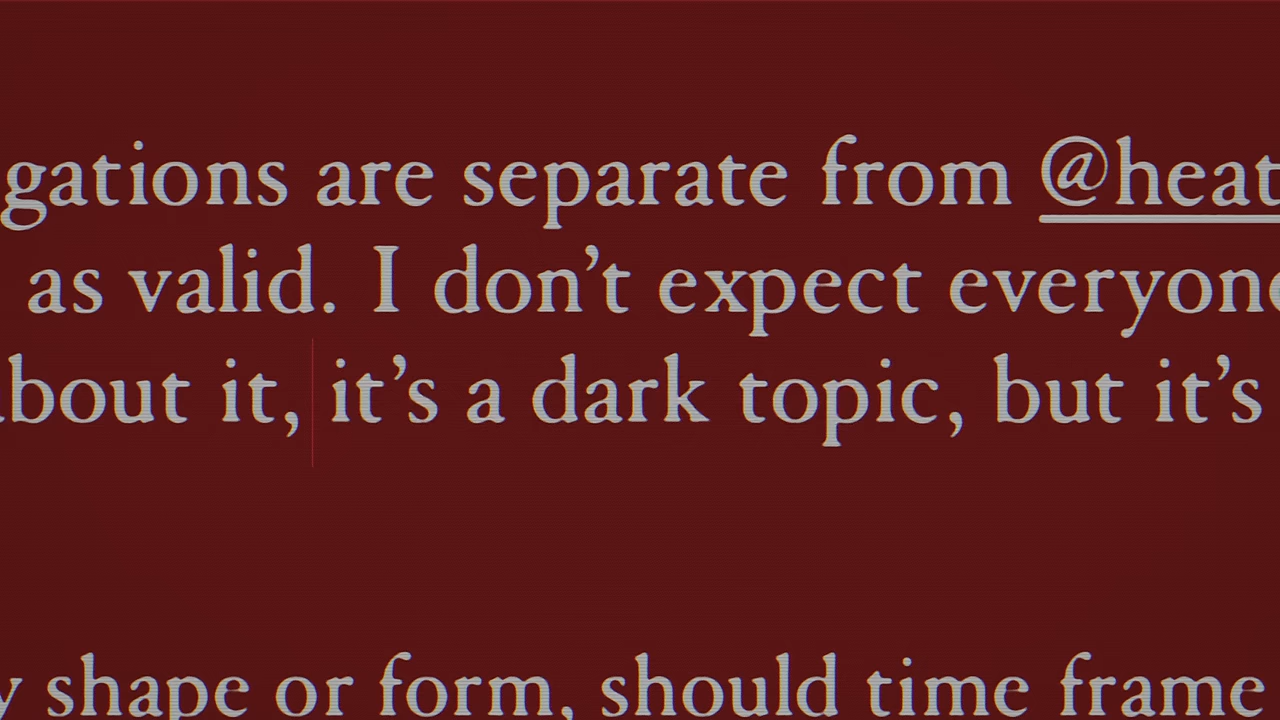 gations are separate from @heat
as valid. I don’t expect everyone
bout it, it’s a dark topic, but it’s
y shape or form, should time frame